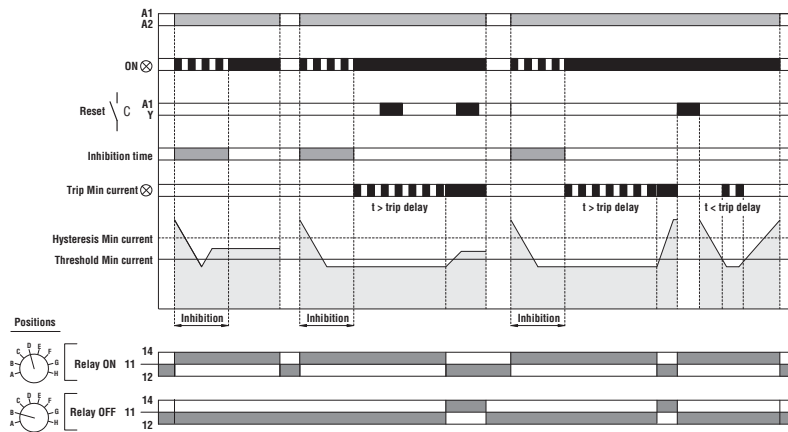 A1
A2
ON
Reset C A1
Y
Inhibition time
Trip Min current
t > trip delay t > trip delay t < trip delay
Hysteresis Min current
Threshold Min current
Inhibition Inhibition Inhibition
Positions
A B C D E F G H
Relay ON 11 14
12
A B C D E F G H
Relay OFF 11 14
12